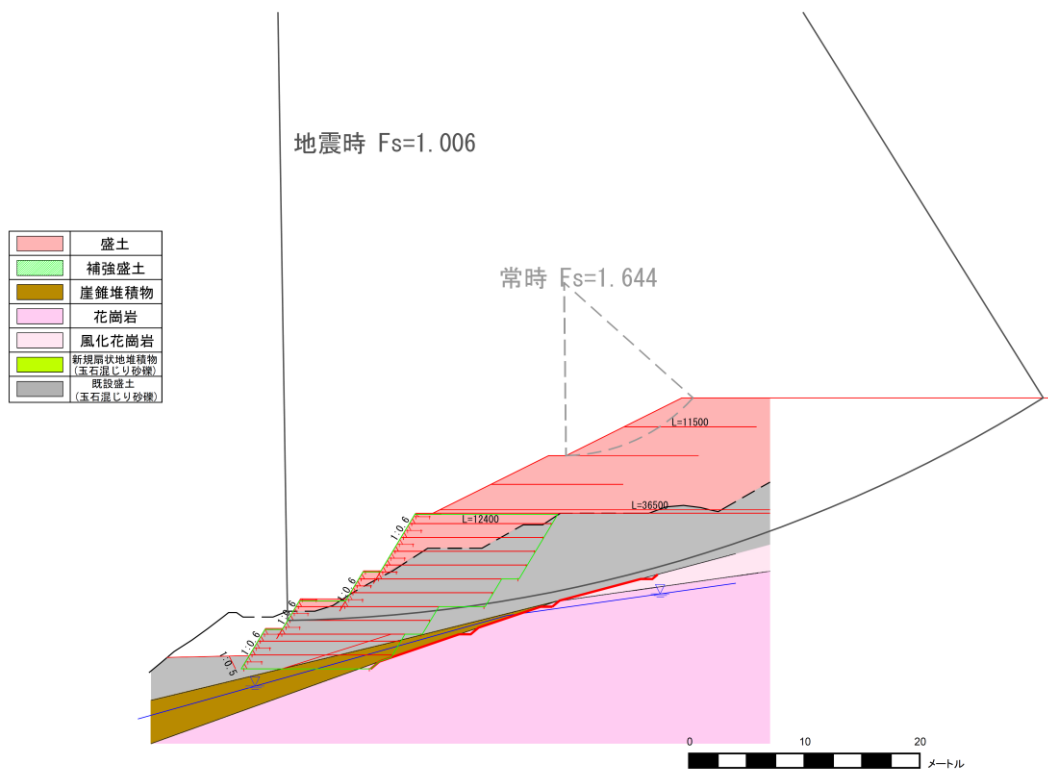 地震時 Fs=1.006
常時 Fs=1.644
盛土
補強盛土
崖錐堆積物
花崗岩
風化花崗岩
新規扇状地堆積物
(玉石混じり砂礫)
既設盛土
(玉石混じり砂礫)
L=11500
L=36500
L=12400
1:0.6
1:0.6
1:0.6
1:0.6
1:0.5
0 10 20
メートル